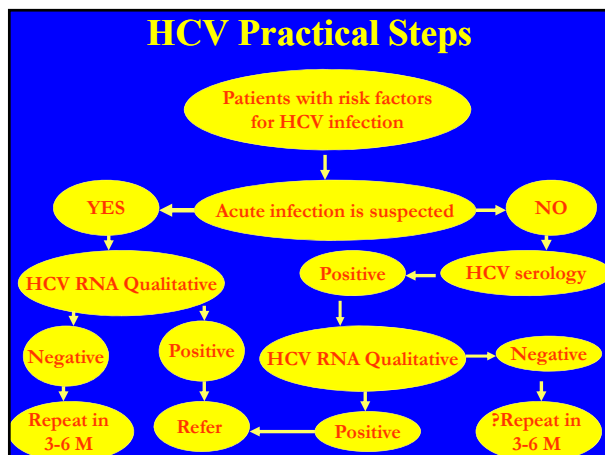 HCV Practical Steps
Patients with risk factors
for HCV infection
YES
Acute infection is suspected
NO
HCV RNA Qualitative
Positive
HCV serology
Negative
Positive
HCV RNA Qualitative
Negative
Repeat in
3-6 M
Refer
Positive
?Repeat in
3-6 M